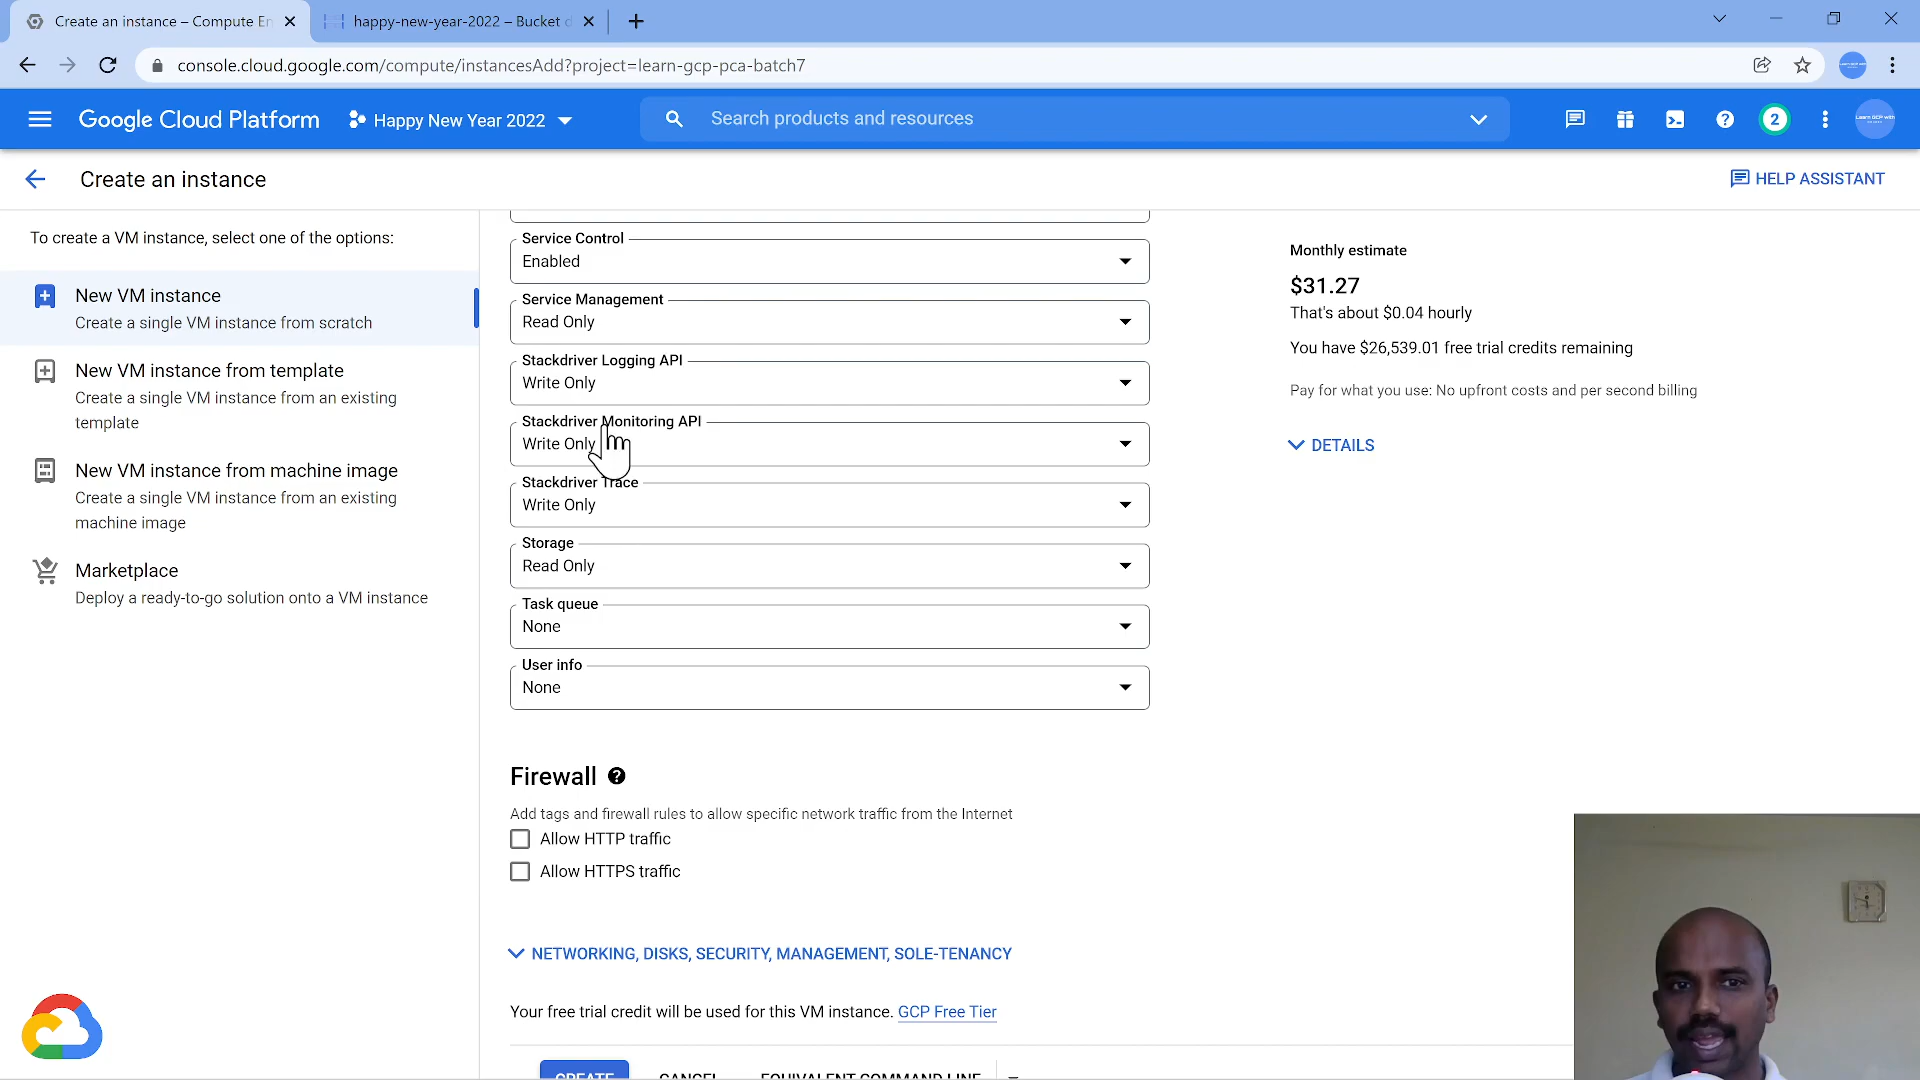 Create an instance – Compute En
happy-new-year-2022 – Bucket d
console.cloud.google.com/compute/instancesAdd?project=learn-gcp-pca-batch7
Google Cloud Platform
Happy New Year 2022
Search products and resources
2
Create an instance
HELP ASSISTANT
To create a VM instance, select one of the options:
New VM instance
Create a single VM instance from scratch
New VM instance from template
Create a single VM instance from an existing
template
New VM instance from machine image
Create a single VM instance from an existing
machine image
Marketplace
Deploy a ready-to-go solution onto a VM instance
Service Control
Enabled
Service Management
Read Only
Stackdriver Logging API
Write Only
Stackdriver Monitoring API
Write Only
Stackdriver Trace
Write Only
Storage
Read Only
Task queue
None
User info
None
Firewall
Add tags and firewall rules to allow specific network traffic from the Internet
Allow HTTP traffic
Allow HTTPS traffic
NETWORKING, DISKS, SECURITY, MANAGEMENT, SOLE-TENANCY
Your free trial credit will be used for this VM instance. GCP Free Tier
CREATE
CANCEL
EQUIVALENT COMMAND LINE
Monthly estimate
$31.27
That's about $0.04 hourly
You have $26,539.01 free trial credits remaining
Pay for what you use: No upfront costs and per second billing
DETAILS